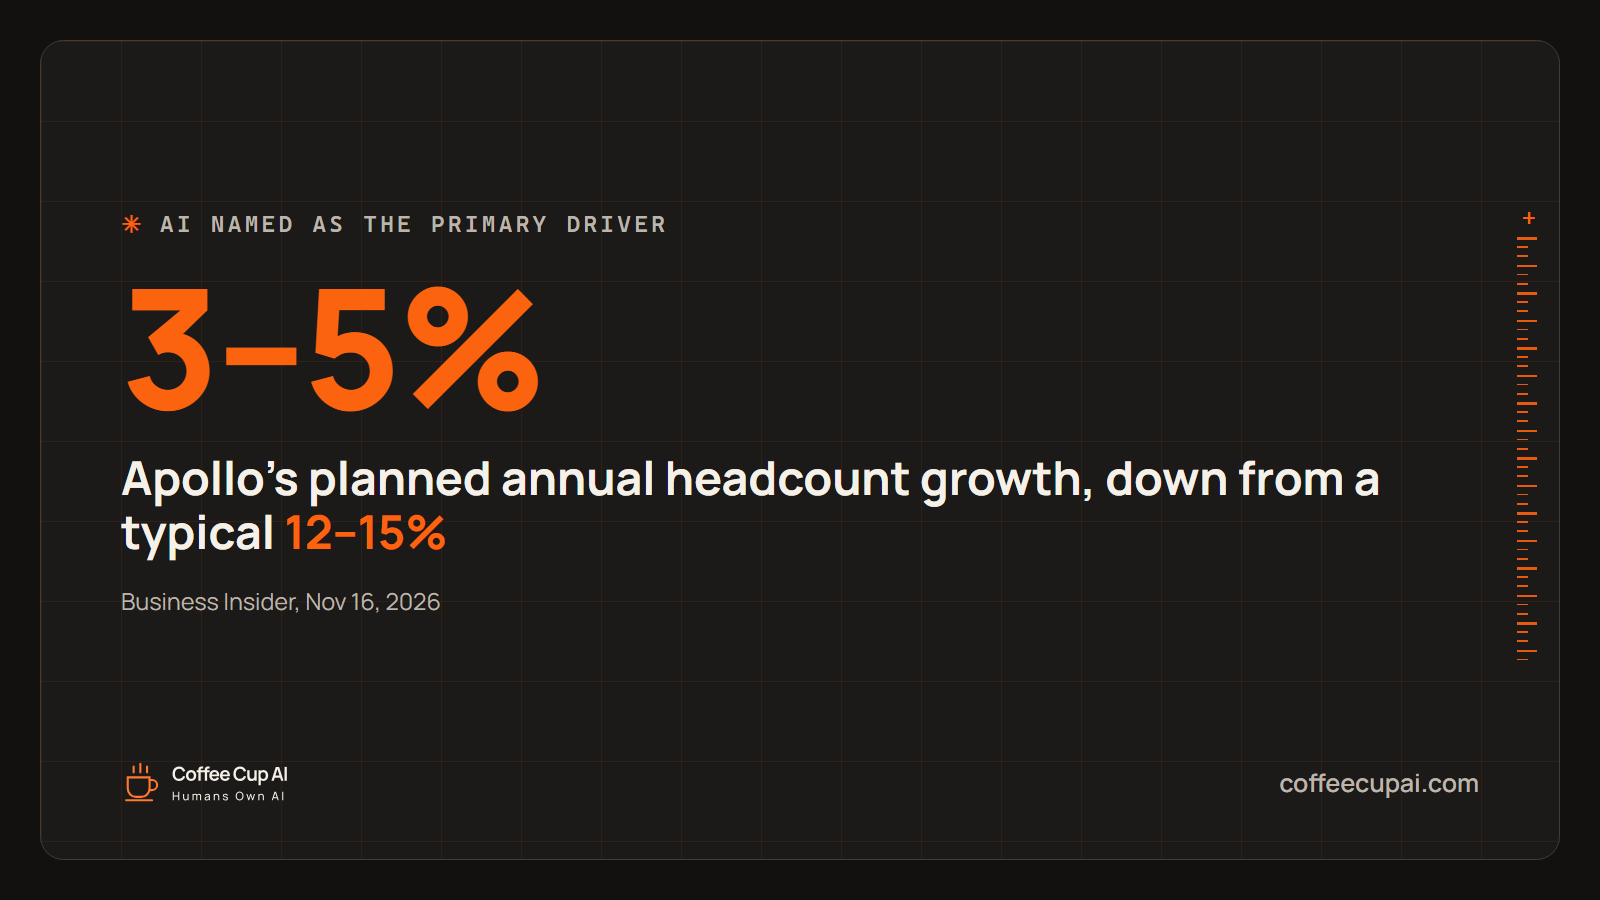 AI NAMED AS THE PRIMARY DRIVER
3–5%
Apollo’s planned annual headcount growth, down from a
typical 12–15%
Business Insider, Nov 16, 2026
Coffee Cup AI
Humans Own AI
coffeecupai.com